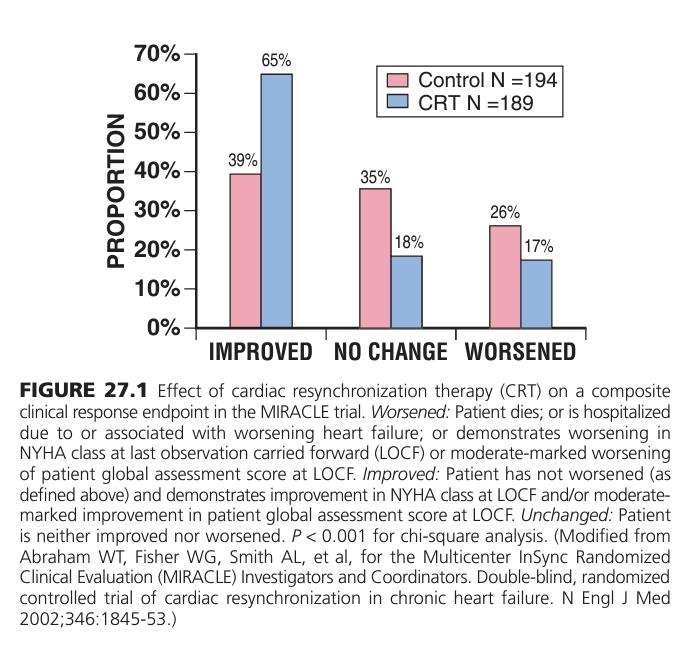 70%
60%
50%
40%
30%
20%
10%
0%
PROPORTION
39%
65%
35%
18%
26%
17%
Control N =194
CRT N =189
IMPROVED
NO CHANGE
WORSENED
FIGURE 27.1 Effect of cardiac resynchronization therapy (CRT) on a composite
clinical response endpoint in the MIRACLE trial. Worsened: Patient dies; or is hospitalized
due to or associated with worsening heart failure; or demonstrates worsening in
NYHA class at last observation carried forward (LOCF) or moderate-marked worsening
of patient global assessment score at LOCF. Improved: Patient has not worsened (as
defined above) and demonstrates improvement in NYHA class at LOCF and/or moderate-
marked improvement in patient global assessment score at LOCF. Unchanged: Patient
is neither improved nor worsened. P < 0.001 for chi-square analysis. (Modified from
Abraham WT, Fisher WG, Smith AL, et al, for the Multicenter InSync Randomized
Clinical Evaluation (MIRACLE) Investigators and Coordinators. Double-blind, randomized
controlled trial of cardiac resynchronization in chronic heart failure. N Engl J Med
2002;346:1845-53.)